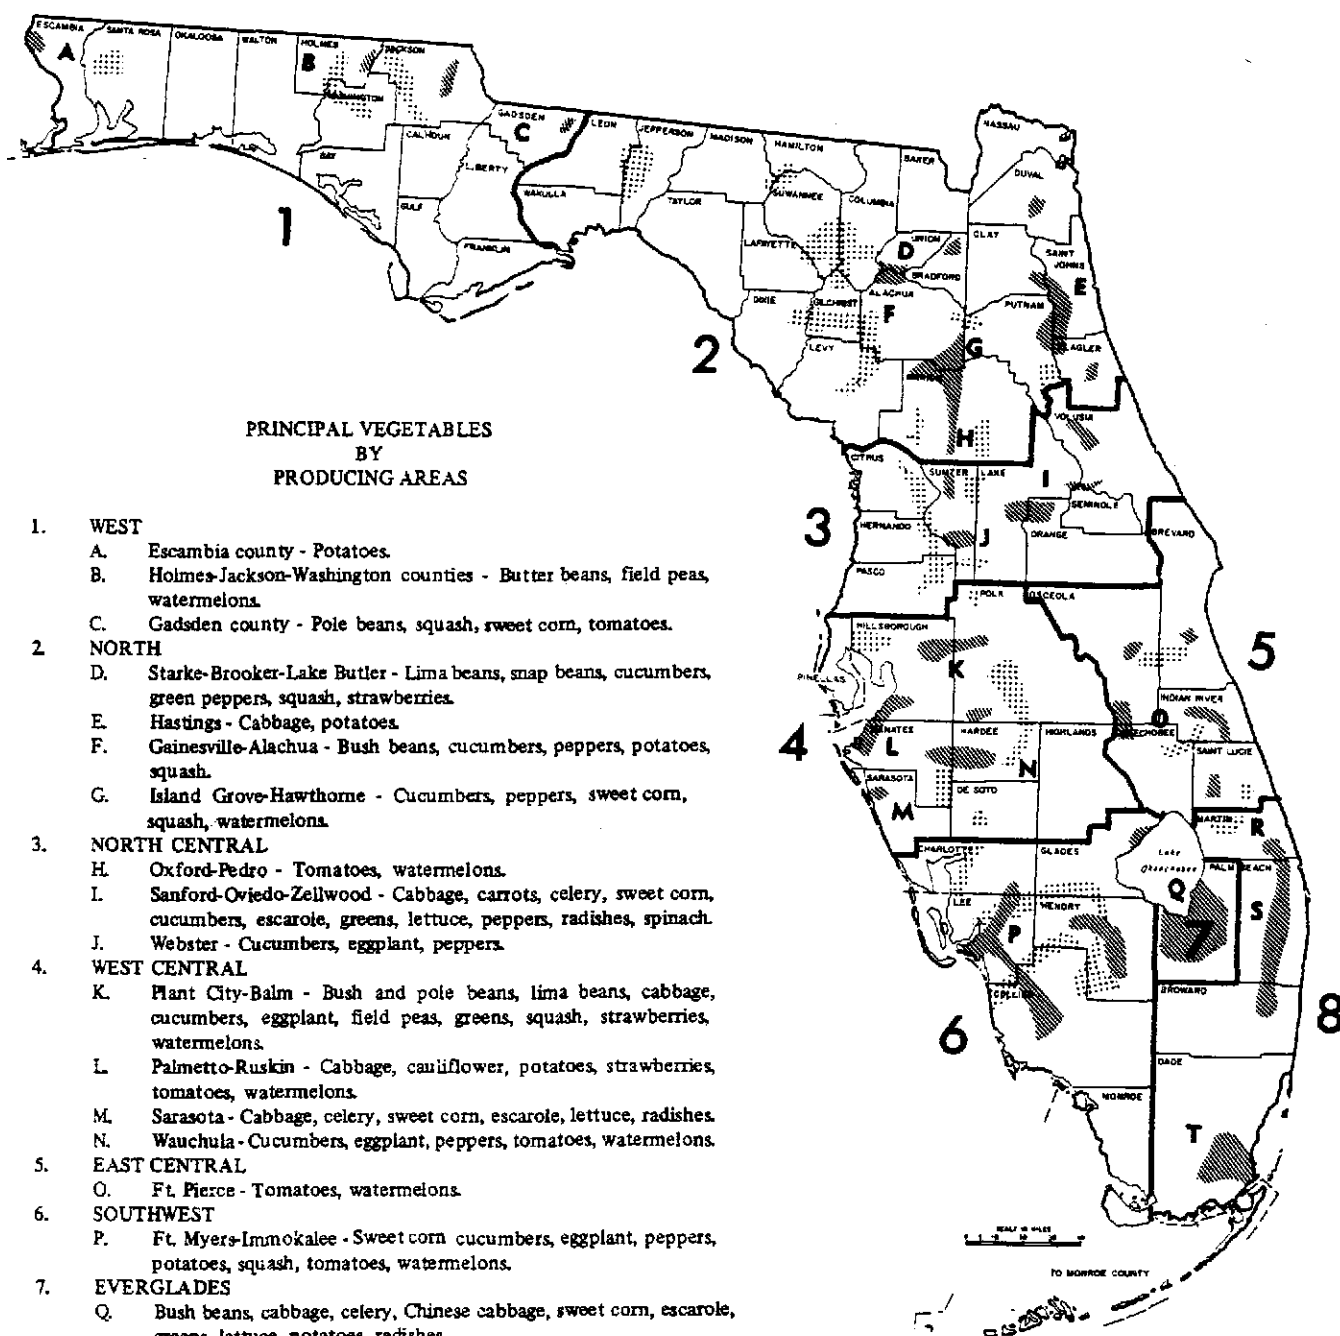 PRINCIPAL VEGETABLES
BY
PRODUCING AREAS
1. WEST
A. Escambia county - Potatoes.
B. Holmes-Jackson-Washington counties - Butter beans, field peas,
watermelons.
C. Gadsden county - Pole beans, squash, sweet corn, tomatoes.
2. NORTH
D. Starke-Brooker-Lake Butler - Lima beans, snap beans, cucumbers,
green peppers, squash, strawberries.
E. Hastings - Cabbage, potatoes.
F. Gainesville-Alachua - Bush beans, cucumbers, peppers, potatoes,
squash.
G. Island Grove-Hawthorne - Cucumbers, peppers, sweet corn,
squash, watermelons.
3. NORTH CENTRAL
H. Oxford-Pedro - Tomatoes, watermelons.
I. Sanford-Oviedo-Zellwood - Cabbage, carrots, celery, sweet corn,
cucumbers, escarole, greens, lettuce, peppers, radishes, spinach.
J. Webster - Cucumbers, eggplant, peppers.
4. WEST CENTRAL
K. Plant City-Balm - Bush and pole beans, lima beans, cabbage,
cucumbers, eggplant, field peas, greens, squash, strawberries,
watermelons.
L. Palmetto-Ruskin - Cabbage, cauliflower, potatoes, strawberries,
tomatoes, watermelons.
M. Sarasota - Cabbage, celery, sweet corn, escarole, lettuce, radishes.
N. Wauchula - Cucumbers, eggplant, peppers, tomatoes, watermelons.
5. EAST CENTRAL
O. Ft. Pierce - Tomatoes, watermelons.
6. SOUTHWEST
P. Ft. Myers-Immokalee - Sweet corn cucumbers, eggplant, peppers,
potatoes, squash, tomatoes, watermelons.
7. EVERGLADES
Q. Bush beans, cabbage, celery, Chinese cabbage, sweet corn, escarole,
greens, lettuce, potatoes, radishes
ESCAMBIA
SANTA ROSA
OKALOOSA
WALTON
HOLMES
JACKSON
WASHINGTON
BAY
CALHOUN
GULF
LIBERTY
FRANKLIN
GADSDEN
LEON
WAKULLA
JEFFERSON
MADISON
TAYLOR
HAMILTON
SUWANNEE
LAFAYETTE
COLUMBIA
BAKER
NASSAU
DUVAL
UNION
BRADFORD
CLAY
SAINT
JOHNS
DIXIE
GILCHRIST
ALACHUA
PUTNAM
FLAGLER
LEVY
MARION
VOLUSIA
CITRUS
SUMTER
LAKE
SEMINOLE
HERNANDO
ORANGE
BREVARD
PASCO
POLK
OSCEOLA
HILLSBOROUGH
PINELLAS
INDIAN RIVER
MANATEE
HARDEE
HIGHLANDS
OKEECHOBEE
SAINT LUCIE
SARASOTA
DE SOTO
MARTIN
CHARLOTTE
GLADES
Lake
Okeechobee
PALM BEACH
LEE
HENDRY
COLLIER
BROWARD
DADE
MONROE
SCALE IN MILES
TO MONROE COUNTY
A
B
C
D
E
F
G
H
I
J
K
L
M
N
O
P
Q
R
S
T
1
2
3
4
5
6
7
8